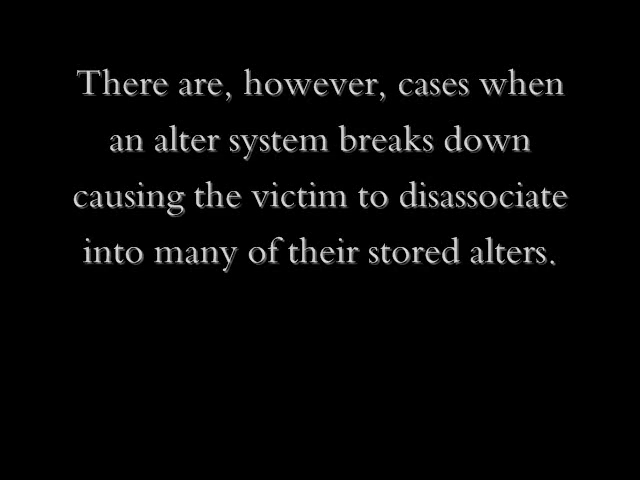 There are, however, cases when
an alter system breaks down
causing the victim to disassociate
into many of their stored alters.